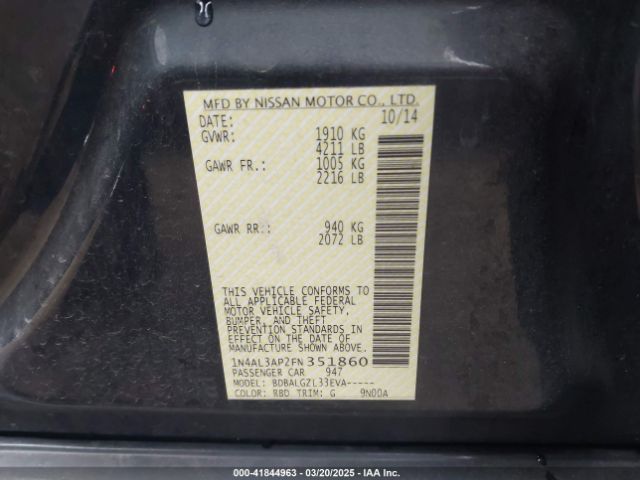 MFD BY NISSAN MOTOR CO., LTD.
DATE: 10/14
GVWR: 1910 KG
4211 LB
GAWR FR.: 1005 KG
2216 LB
GAWR RR.: 940 KG
2072 LB
THIS VEHICLE CONFORMS TO
ALL APPLICABLE FEDERAL
MOTOR VEHICLE SAFETY,
BUMPER, AND THEFT
PREVENTION STANDARDS IN
EFFECT ON THE DATE OF
MANUFACTURE SHOWN ABOVE.
1N4AL3AP2FN351860
PASSENGER CAR 947
MODEL: BDBALGZL33EVA-----
COLOR: RBD TRIM: G 9N00A
000-41844963 - 03/20/2025 - IAA Inc.